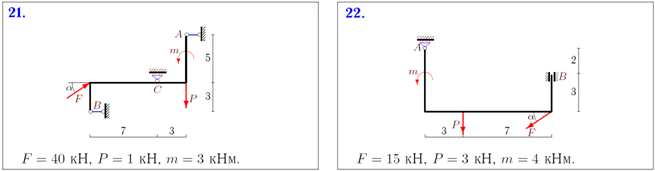 21.
A
m
5
α
F
C
B
P
3
7
3
F = 40 кН, P = 1 кН, m = 3 кНм.
22.
A
2
m
B
3
α
P
F
3
7
F = 15 кН, P = 3 кН, m = 4 кНм.